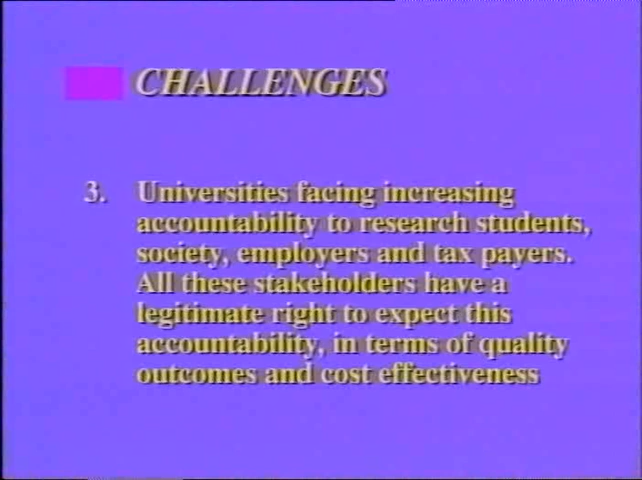 CHALLENGES
3. Universities facing increasing
accountability to research students,
society, employers and tax payers.
All these stakeholders have a
legitimate right to expect this
accountability, in terms of quality
outcomes and cost effectiveness